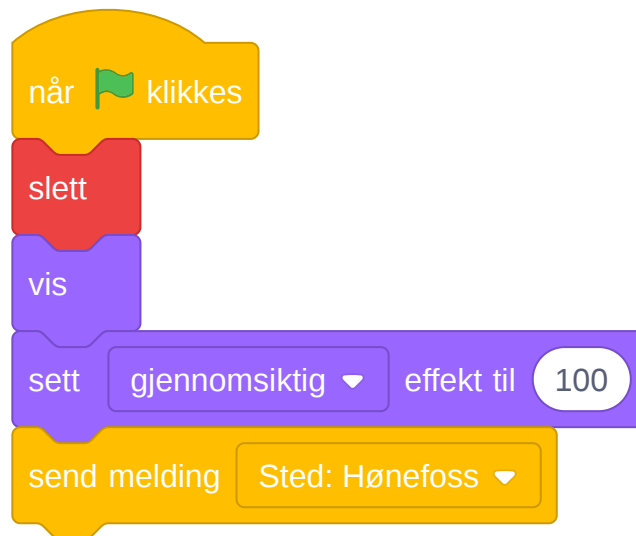 når klikkes
slett
vis
sett gjennomsiktig effekt til 100
send melding Sted: Hønefoss